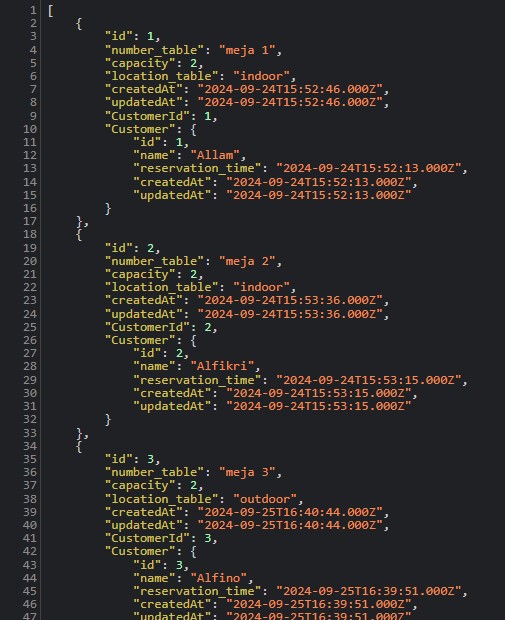 1 [
2 {
3 "id": 1,
4 "number_table": "meja 1",
5 "capacity": 2,
6 "location_table": "indoor",
7 "createdAt": "2024-09-24T15:52:46.000Z",
8 "updatedAt": "2024-09-24T15:52:46.000Z",
9 "CustomerId": 1,
10 "Customer": {
11 "id": 1,
12 "name": "Allam",
13 "reservation_time": "2024-09-24T15:52:13.000Z",
14 "createdAt": "2024-09-24T15:52:13.000Z",
15 "updatedAt": "2024-09-24T15:52:13.000Z"
16 }
17 },
18 {
19 "id": 2,
20 "number_table": "meja 2",
21 "capacity": 2,
22 "location_table": "indoor",
23 "createdAt": "2024-09-24T15:53:36.000Z",
24 "updatedAt": "2024-09-24T15:53:36.000Z",
25 "CustomerId": 2,
26 "Customer": {
27 "id": 2,
28 "name": "Alfikri",
29 "reservation_time": "2024-09-24T15:53:15.000Z",
30 "createdAt": "2024-09-24T15:53:15.000Z",
31 "updatedAt": "2024-09-24T15:53:15.000Z"
32 }
33 },
34 {
35 "id": 3,
36 "number_table": "meja 3",
37 "capacity": 2,
38 "location_table": "outdoor",
39 "createdAt": "2024-09-25T16:40:44.000Z",
40 "updatedAt": "2024-09-25T16:40:44.000Z",
41 "CustomerId": 3,
42 "Customer": {
43 "id": 3,
44 "name": "Alfino",
45 "reservation_time": "2024-09-25T16:39:51.000Z",
46 "createdAt": "2024-09-25T16:39:51.000Z",
47 "updatedAt": "2024-09-25T16:39:51.000Z"